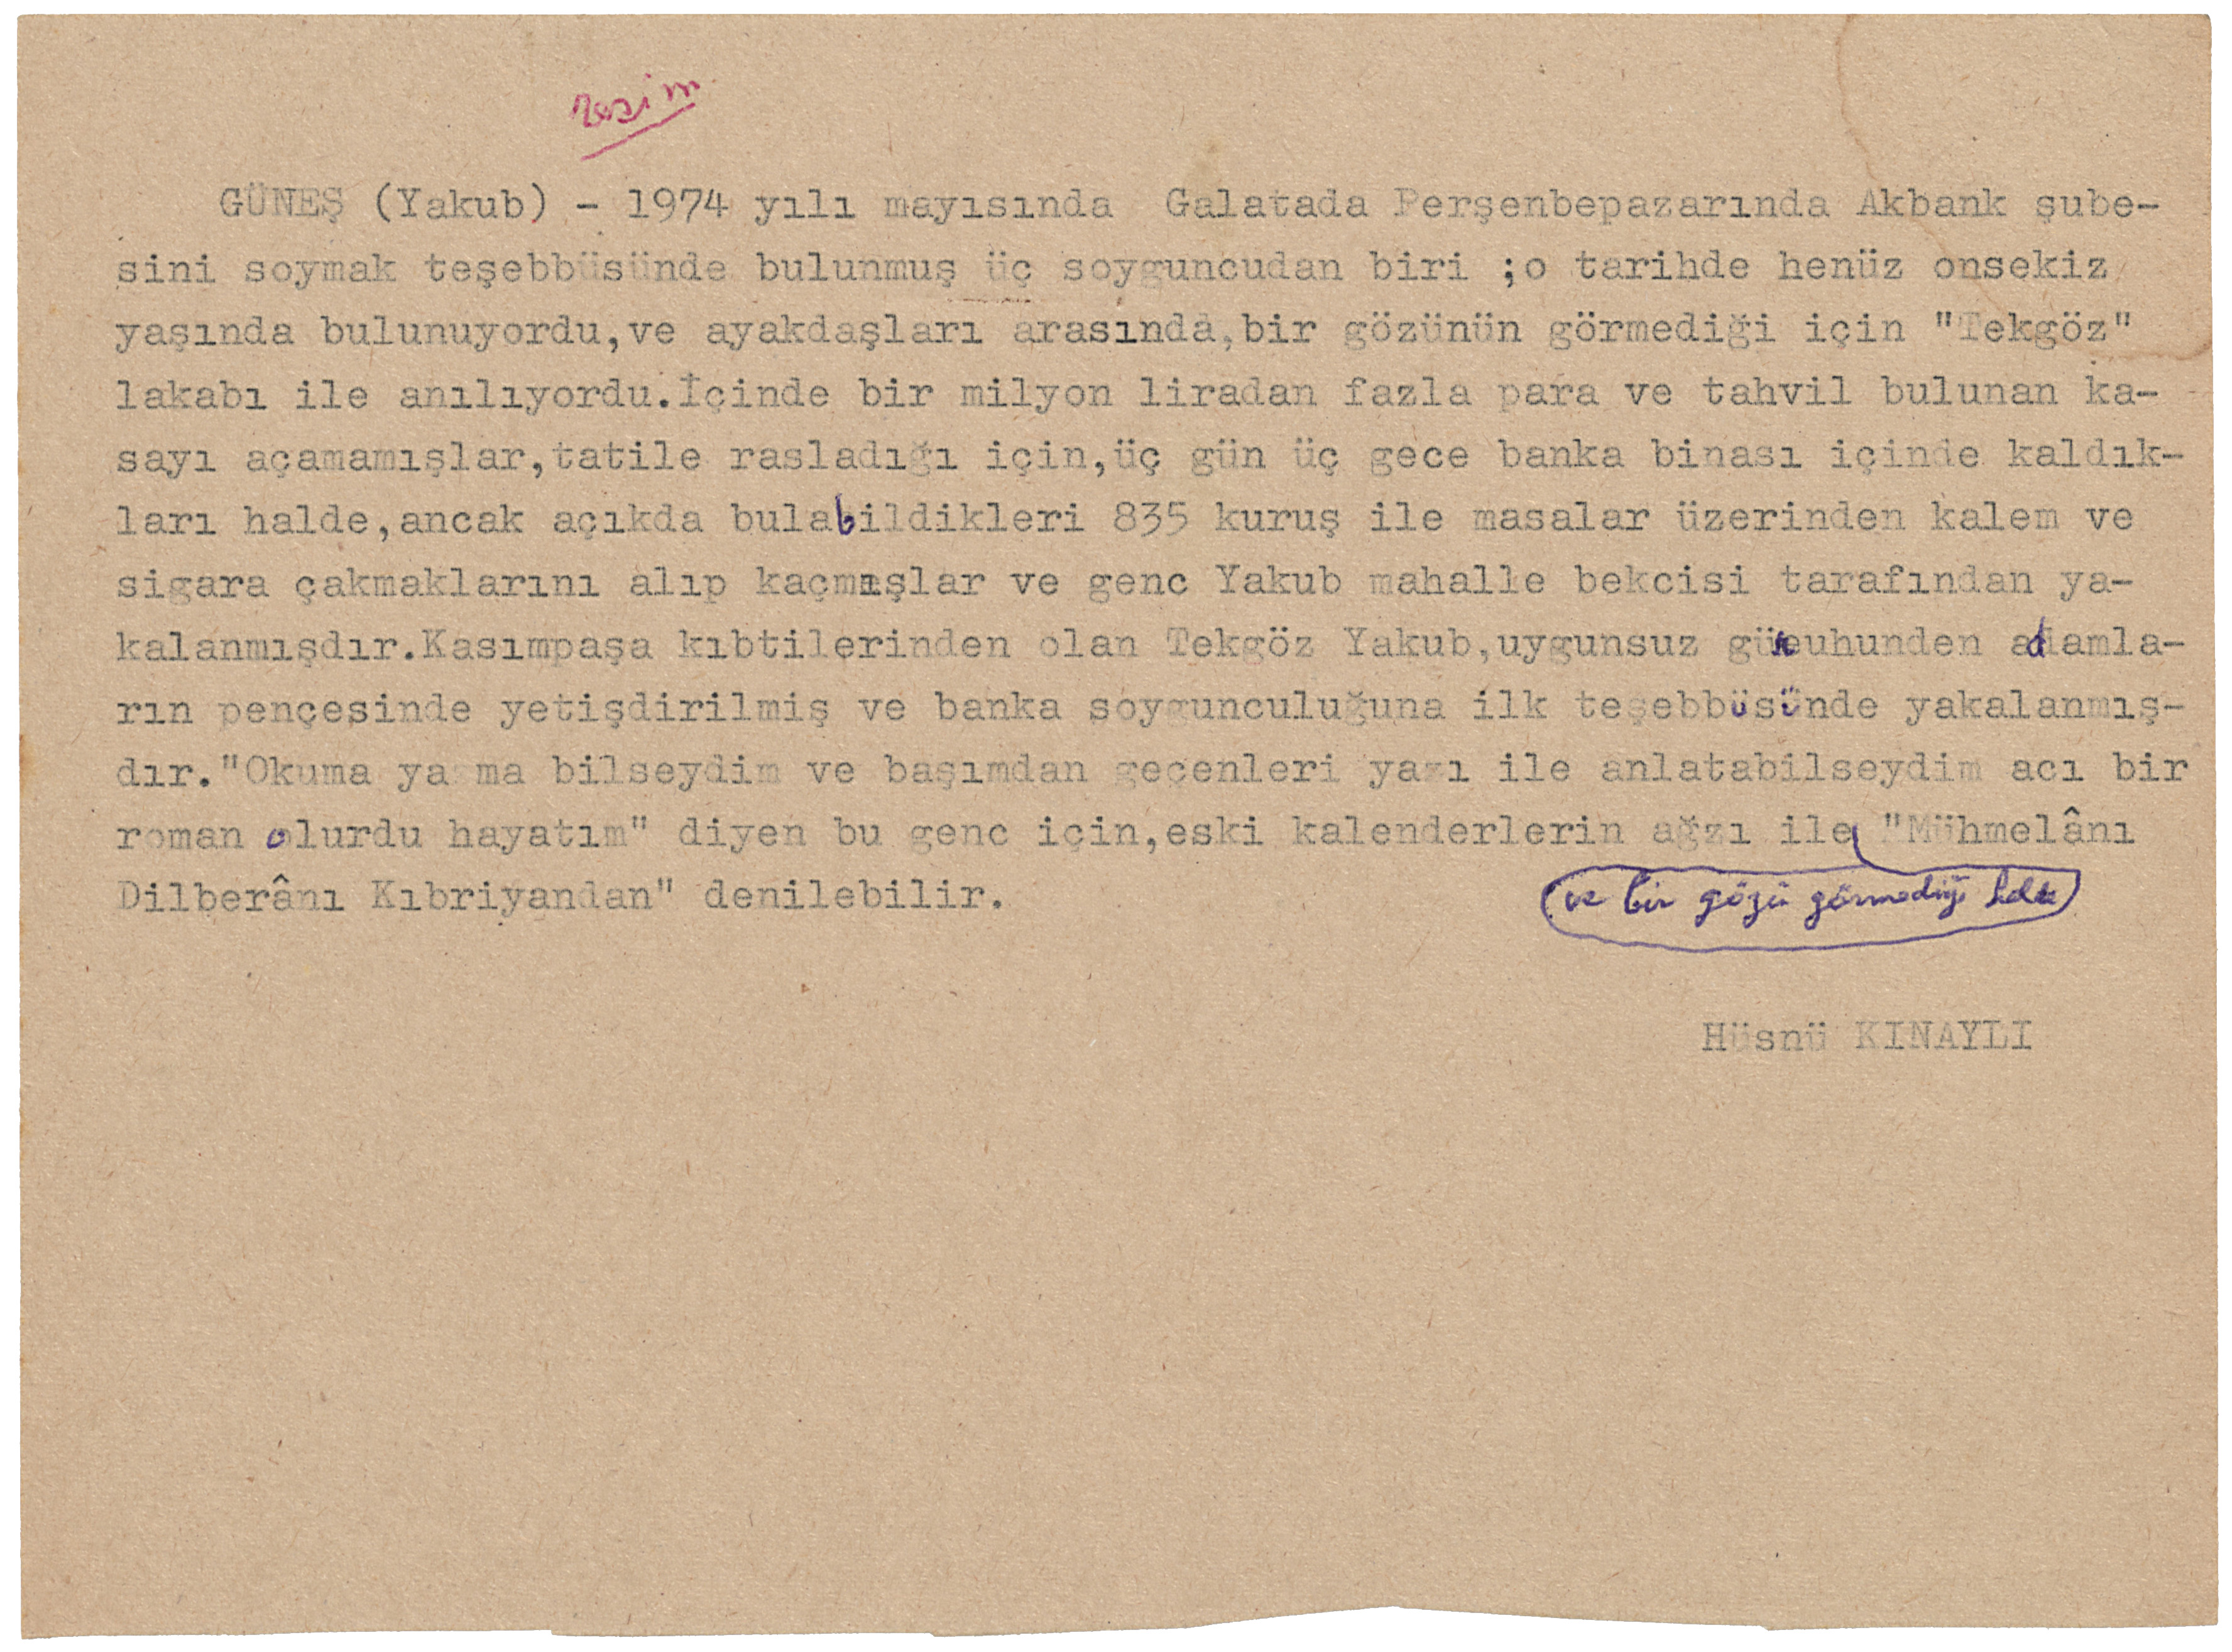 resim
GÜNEŞ (Yakub) - 1974 yılı mayısında Galatada Perşenbepazarında Akbank şube-
sini soymak teşebbüsünde bulunmuş üç soyguncudan biri ;o tarihde henüz onsekiz
yaşında bulunuyordu,ve ayakdaşları arasında,bir gözünün görmediği için "Tekgöz"
lakabı ile anılıyordu.İçinde bir milyon liradan fazla para ve tahvil bulunan ka-
sayı açamamışlar,tatile rasladığı için,üç gün üç gece banka binası içinde kaldık-
ları halde,ancak açıkda bulabildikleri 835 kuruş ile masalar üzerinden kalem ve
sigara çakmaklarını alıp kaçmışlar ve genc Yakub mahalle bekcisi tarafından ya-
kalanmışdır.Kasımpaşa kıbtilerinden olan Tekgöz Yakub,uygunsuz güruhunden adamla-
rın pençesinde yetişdirilmiş ve banka soygunculuğuna ilk teşebbüsünde yakalanmış-
dır."Okuma yazma bilseydim ve başımdan geçenleri yazı ile anlatabilseydim acı bir
roman olurdu hayatım" diyen bu genc için,eski kalenderlerin ağzı ile "Mühmelânı
Dilberânı Kıbriyandan" denilebilir.
ve bir gözü görmediği halde
Hüsnü KINAYLI